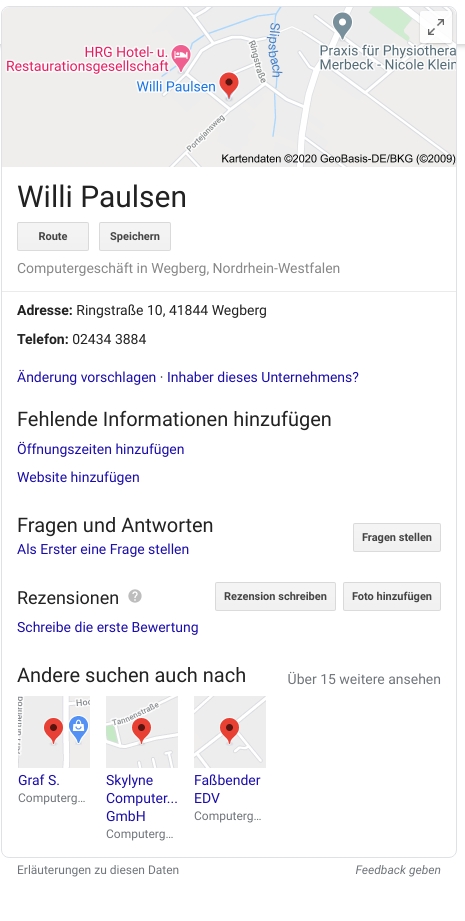 HRG Hotel- u.
Restaurationsgesellschaft
Ringstraße
Slipsbach
Praxis für Physiothera
Merbeck - Nicole Klein
Willi Paulsen
Portejansweg
Kartendaten ©2020 GeoBasis-DE/BKG (©2009)
Willi Paulsen
Route Speichern
Computergeschäft in Wegberg, Nordrhein-Westfalen
Adresse: Ringstraße 10, 41844 Wegberg
Telefon: 02434 3884
Änderung vorschlagen · Inhaber dieses Unternehmens?
Fehlende Informationen hinzufügen
Öffnungszeiten hinzufügen
Website hinzufügen
Fragen und Antworten
Als Erster eine Frage stellen
Fragen stellen
Rezensionen ?
Rezension schreiben Foto hinzufügen
Schreibe die erste Bewertung
Andere suchen auch nach
Über 15 weitere ansehen
Hoc
Tannenstraße
Graf S.
Computerg...
Skylyne
Computer...
GmbH
Computerg...
Faßbender
EDV
Computerg...
Erläuterungen zu diesen Daten
Feedback geben